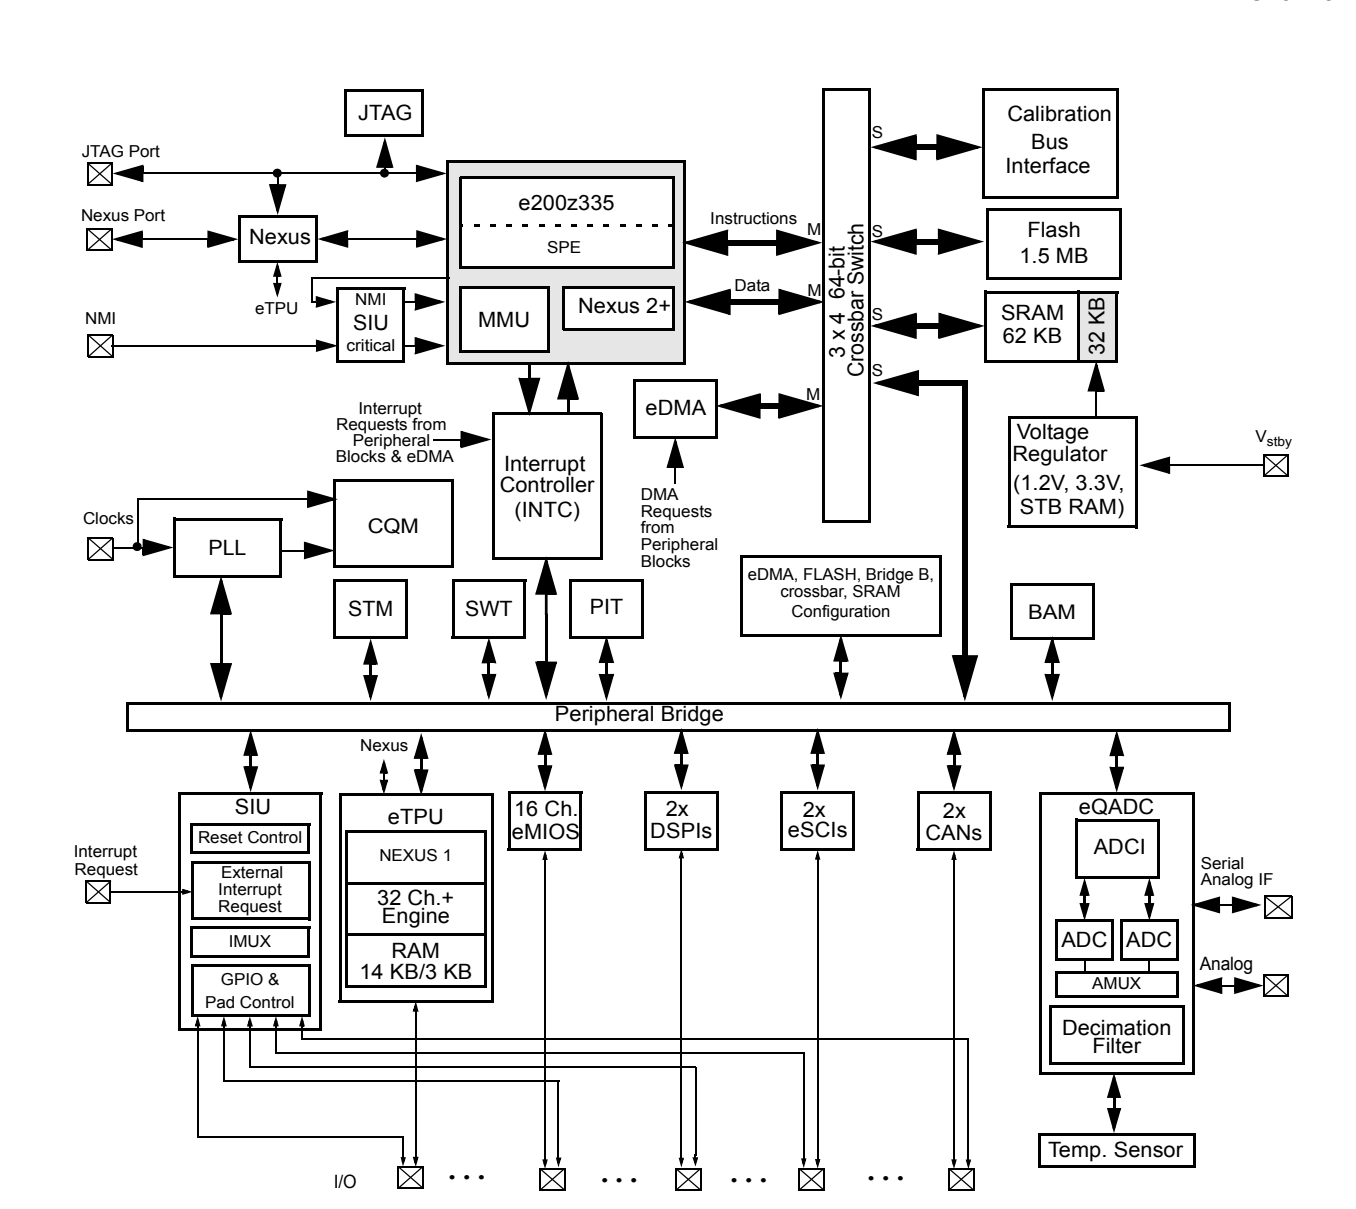 JTAG
JTAG Port
Nexus Port
Nexus
eTPU
NMI
NMI
SIU
critical
e200z335
SPE
MMU
Nexus 2+
Instructions
Data
M
M
M
3 x 4 64-bit
Crossbar Switch
S
S
S
S
Calibration
Bus
Interface
Flash
1.5 MB
SRAM
62 KB
32 KB
eDMA
DMA
Requests
from
Peripheral
Blocks
Voltage
Regulator
(1.2V, 3.3V,
STB RAM)
Vstby
Interrupt
Requests from
Peripheral
Blocks & eDMA
Interrupt
Controller
(INTC)
Clocks
PLL
CQM
STM
SWT
PIT
eDMA, FLASH, Bridge B,
crossbar, SRAM
Configuration
BAM
Peripheral Bridge
SIU
Reset Control
External
Interrupt
Request
IMUX
GPIO &
Pad Control
Interrupt
Request
Nexus
eTPU
NEXUS 1
32 Ch.+
Engine
RAM
14 KB/3 KB
16 Ch.
eMIOS
2x
DSPIs
2x
eSCIs
2x
CANs
eQADC
ADCI
ADC
ADC
AMUX
Decimation
Filter
Serial
Analog IF
Analog
Temp. Sensor
I/O
. . .
. . .
. . .
. . .